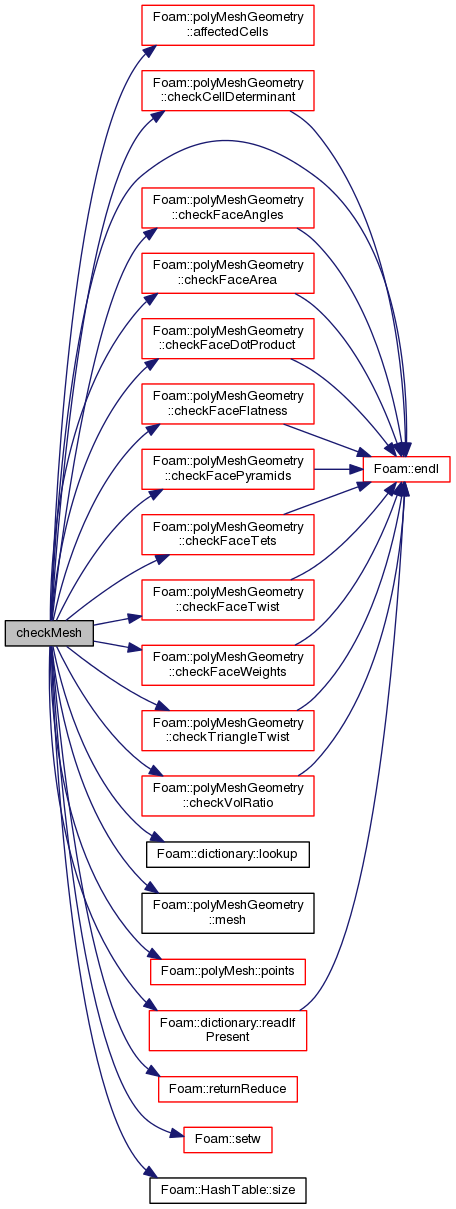 Foam::polyMeshGeometry
::affectedCells
Foam::polyMeshGeometry
::checkCellDeterminant
Foam::polyMeshGeometry
::checkFaceAngles
Foam::polyMeshGeometry
::checkFaceArea
Foam::polyMeshGeometry
::checkFaceDotProduct
Foam::polyMeshGeometry
::checkFaceFlatness
Foam::polyMeshGeometry
::checkFacePyramids
Foam::endl
Foam::polyMeshGeometry
::checkFaceTets
Foam::polyMeshGeometry
::checkFaceTwist
checkMesh
Foam::polyMeshGeometry
::checkFaceWeights
Foam::polyMeshGeometry
::checkTriangleTwist
Foam::polyMeshGeometry
::checkVolRatio
Foam::dictionary::lookup
Foam::polyMeshGeometry
::mesh
Foam::polyMesh::points
Foam::dictionary::readIf
Present
Foam::returnReduce
Foam::setw
Foam::HashTable::size